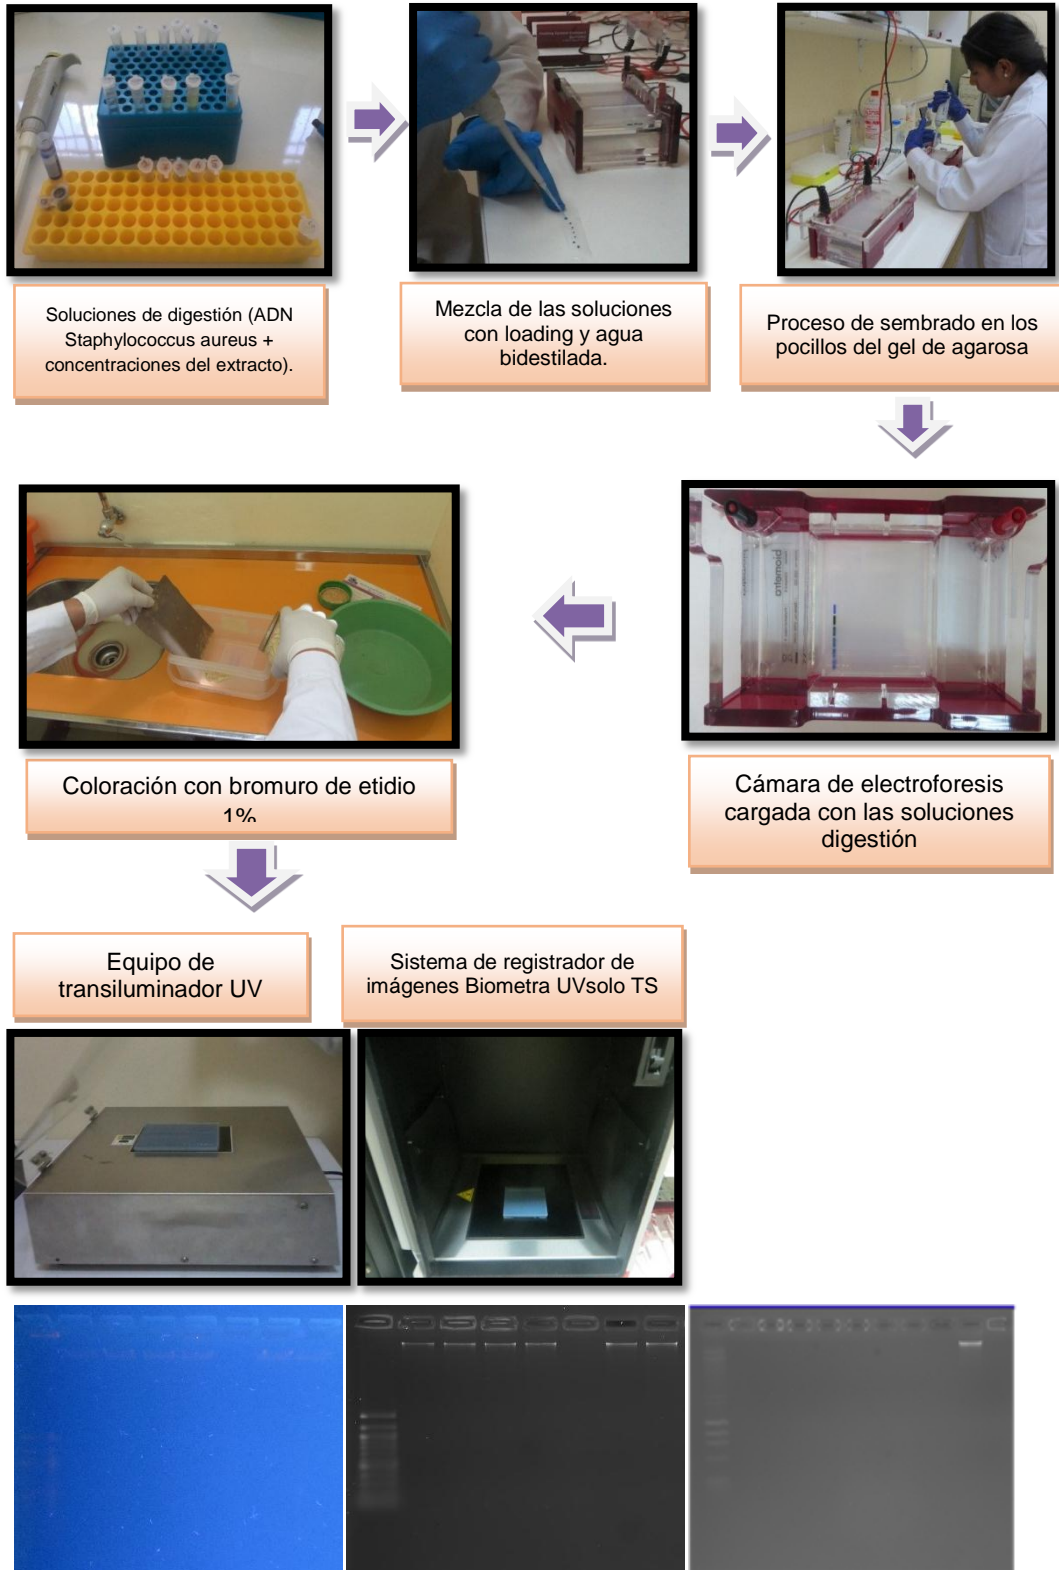 Soluciones de digestión (ADN
Staphylococcus aureus +
concentraciones del extracto).
Mezcla de las soluciones
con loading y agua
bidestilada.
Proceso de sembrado en los
pocillos del gel de agarosa
Coloración con bromuro de etidio
1%
Cámara de electroforesis
cargada con las soluciones
digestión
Equipo de
transiluminador UV
Sistema de registrador de
imágenes Biometra UVsolo TS